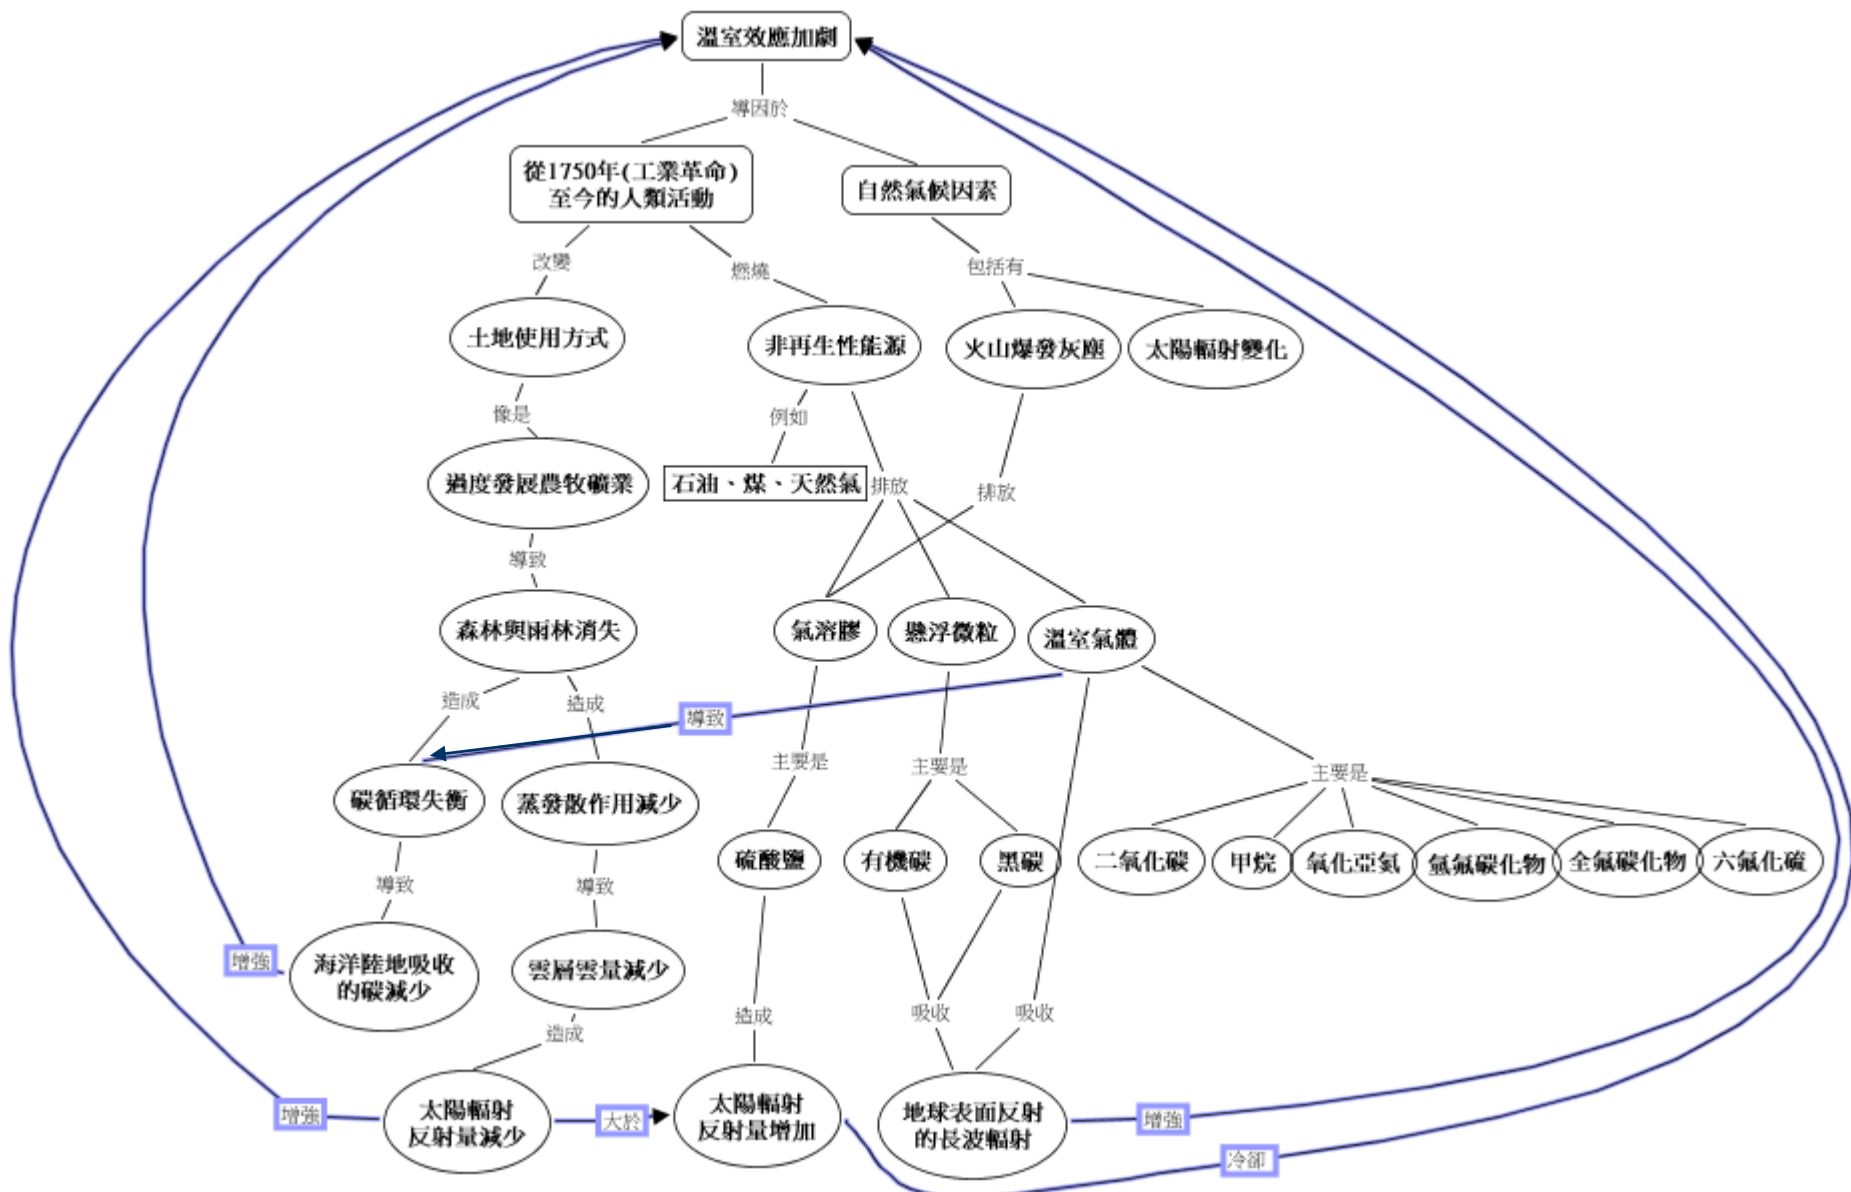 溫室效應加劇
導因於
從1750年(工業革命)
至今的人類活動
自然氣候因素
改變
燃燒
包括有
土地使用方式
非再生性能源
火山爆發灰塵
太陽輻射變化
像是
例如
過度發展農牧礦業
石油、煤、天然氣
排放
排放
導致
森林與雨林消失
氣溶膠
懸浮微粒
溫室氣體
造成
造成
導致
主要是
主要是
主要是
碳循環失衡
蒸發散作用減少
硫酸鹽
有機碳
黑碳
二氧化碳
甲烷
氧化亞氮
氫氟碳化物
全氟碳化物
六氟化硫
導致
導致
增強
海洋陸地吸收
的碳減少
雲層雲量減少
造成
吸收
吸收
造成
增強
太陽輻射
反射量減少
大於
太陽輻射
反射量增加
地球表面反射
的長波輻射
增強
冷卻